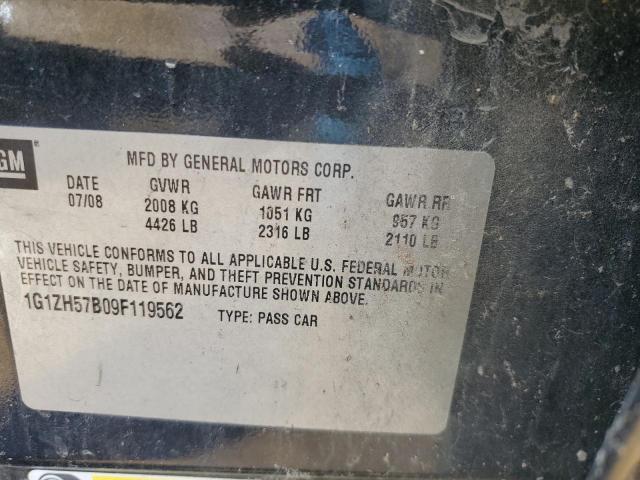 GM
MFD BY GENERAL MOTORS CORP.
DATE GVWR GAWR FRT GAWR RR
07/08 2008 KG 1051 KG 957 KG
4426 LB 2316 LB 2110 LB
THIS VEHICLE CONFORMS TO ALL APPLICABLE U.S. FEDERAL MOTOR
VEHICLE SAFETY, BUMPER, AND THEFT PREVENTION STANDARDS IN
EFFECT ON THE DATE OF MANUFACTURE SHOWN ABOVE.
1G1ZH57B09F119562 TYPE: PASS CAR